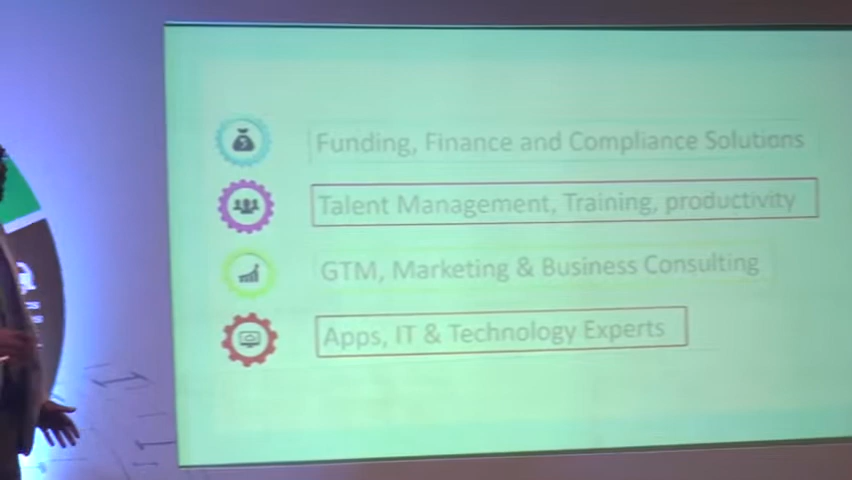 Funding, Finance and Compliance Solutions
Talent Management, Training, productivity
GTM, Marketing & Business Consulting
Apps, IT & Technology Experts